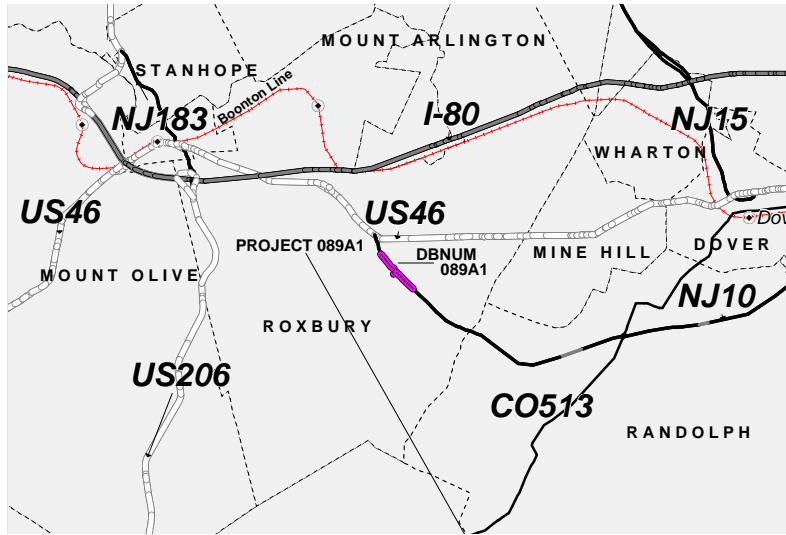 MOUNT ARLINGTON
STANHOPE
Boonton Line
NJ183
I-80
NJ15
WHARTON
US46
US46
PROJECT 089A1
DBNUM
089A1
MINE HILL
DOVER
Dov
MOUNT OLIVE
NJ10
ROXBURY
US206
CO513
RANDOLPH